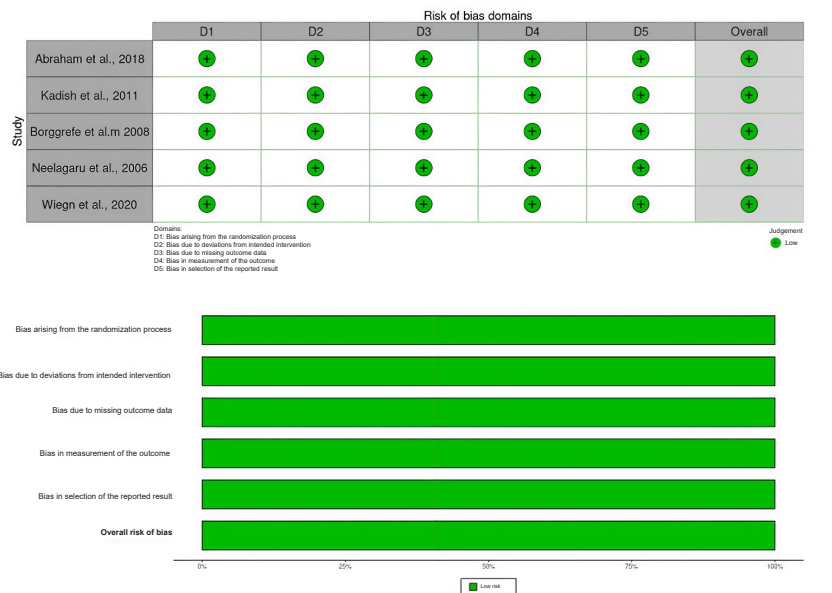 Risk of bias domains
D1 D2 D3 D4 D5 Overall
Study
Abraham et al., 2018
Kadish et al., 2011
Borggrefe et al.m 2008
Neelagaru et al., 2006
Wiegn et al., 2020
Domains:
D1: Bias arising from the randomization process
D2: Bias due to deviations from intended intervention
D3: Bias due to missing outcome data
D4: Bias in measurement of the outcome
D5: Bias in selection of the reported result
Judgement
Low
Bias arising from the randomization process
Bias due to deviations from intended intervention
Bias due to missing outcome data
Bias in measurement of the outcome
Bias in selection of the reported result
Overall risk of bias
0% 25% 50% 75% 100%
Low risk